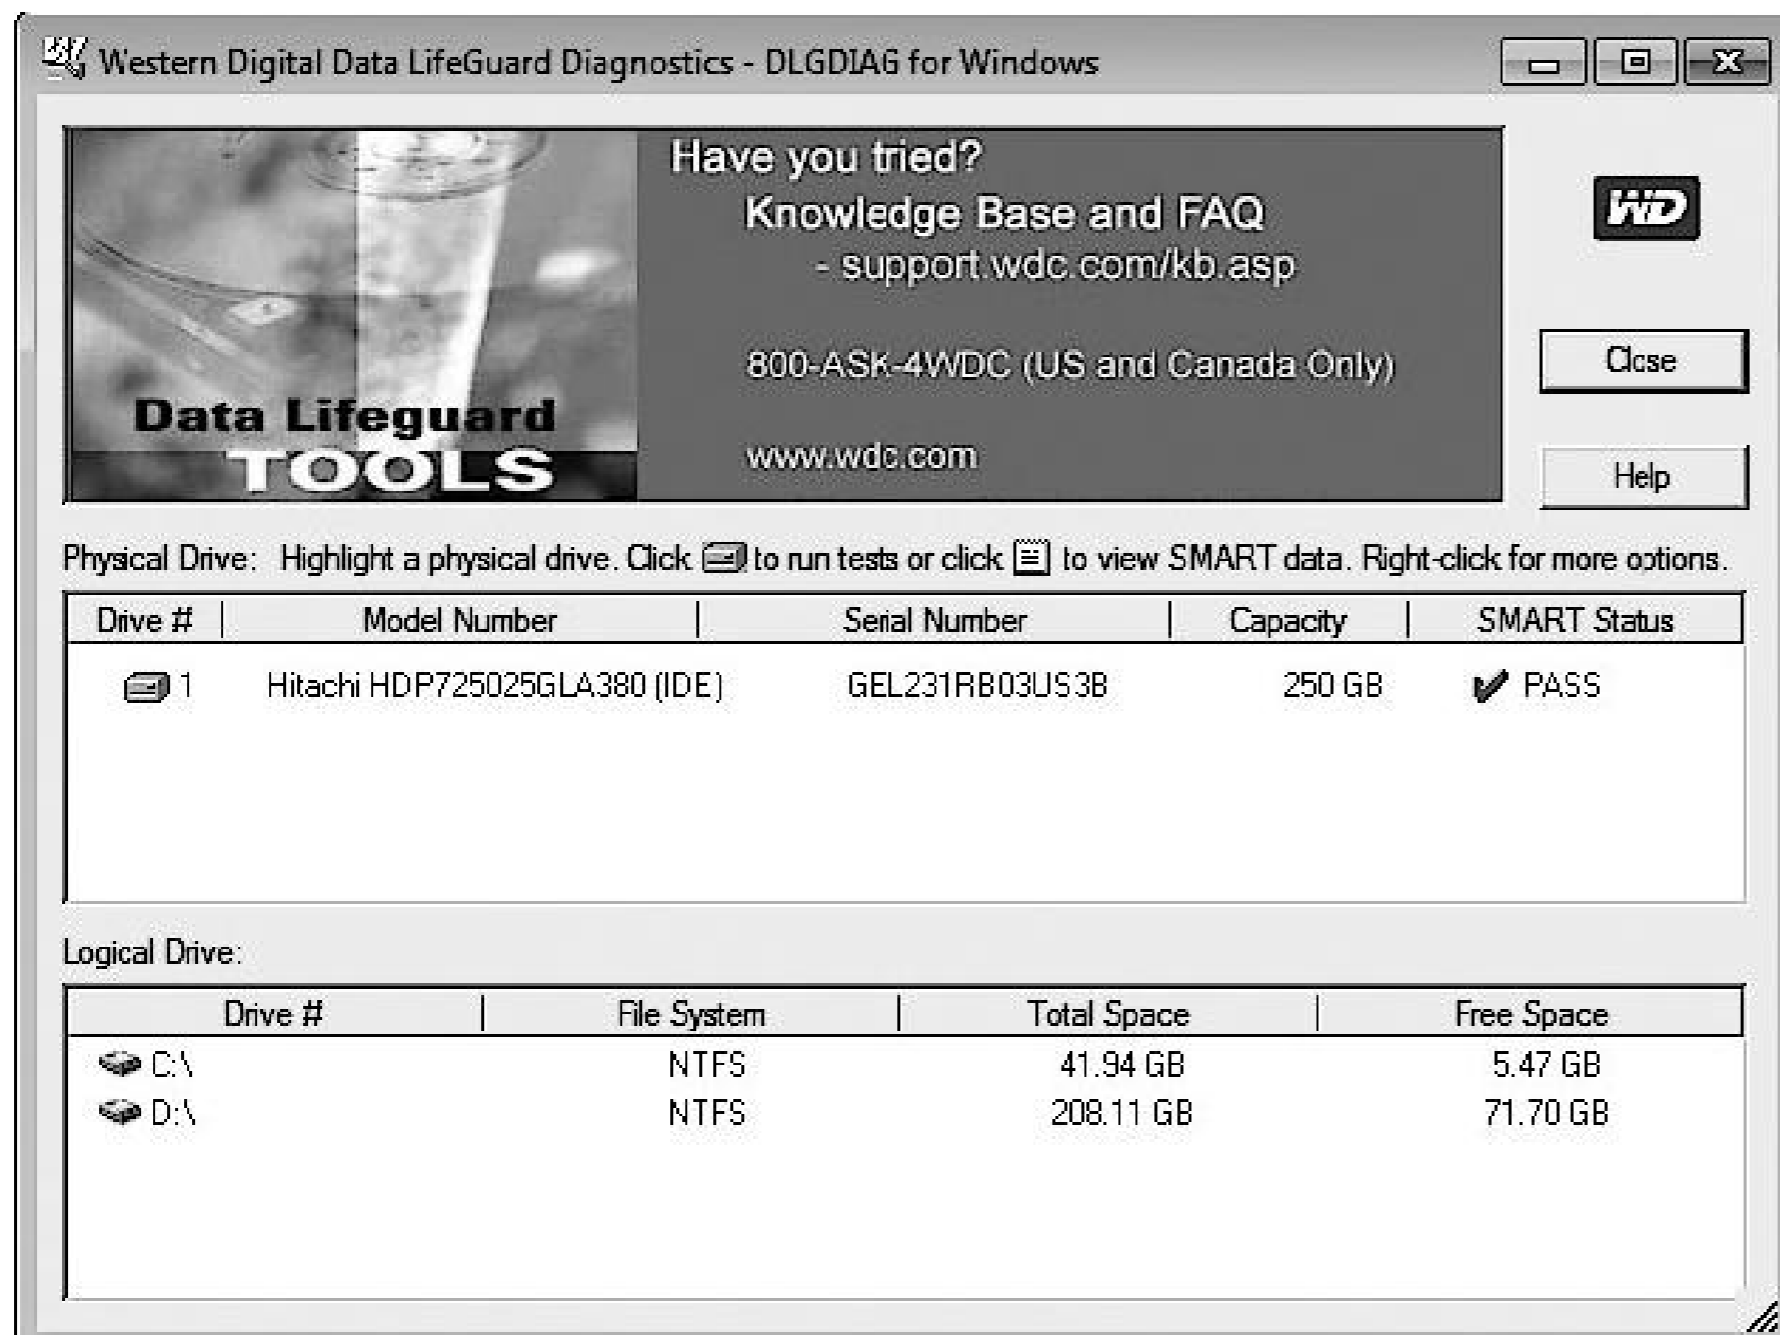 Western Digital Data LifeGuard Diagnostics - DLGDIAG for Windows
Have you tried?
Knowledge Base and FAQ
- support.wdc.com/kb.asp
800-ASK-4WDC (US and Canada Only)
www.wdc.com
Data Lifeguard
TOOLS
WD
Close
Help
Physical Drive: Highlight a physical drive. Click to run tests or click to view SMART data. Right-click for more options.
Drive # Model Number Serial Number Capacity SMART Status
1 Hitachi HDP725025GLA380 (IDE) GEL231RB03US3B 250 GB PASS
Logical Drive:
Drive # File System Total Space Free Space
C:\ NTFS 41.94 GB 5.47 GB
D:\ NTFS 208.11 GB 71.70 GB